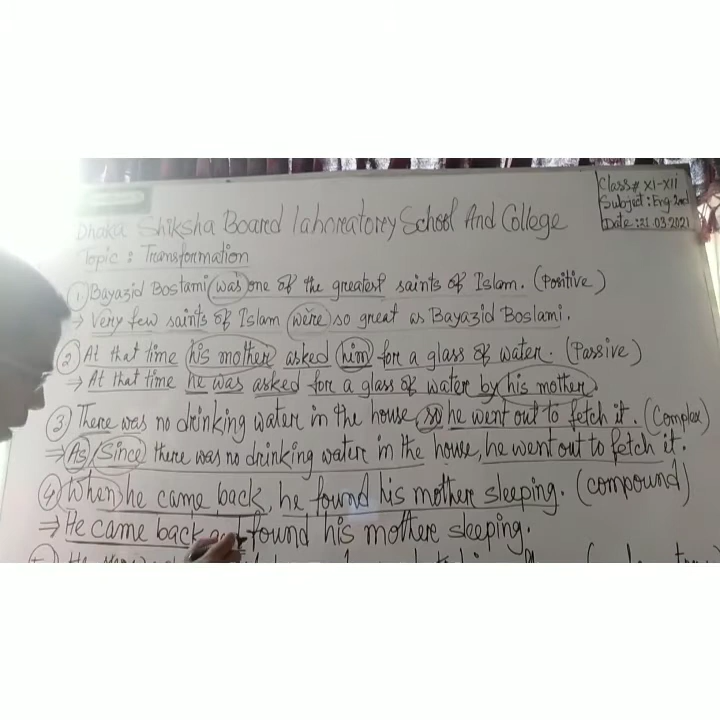 Class# XI-XII
Subject: Eng. 2nd
Date: 21.03.2021
Dhaka Shiksha Board Laboreatorey School And College
Topic: Transformation
1. Bayazid Bostami was one of the greatest saints of Islam. (Positive)
→ Very few saints of Islam were so great as Bayazid Boslami.
2 At that time his mother asked him for a glass of water. (Passive)
→ At that time he was asked for a glass of water by his mother.
3 There was no drinking water in the house, so he went out to fetch it. (Complex)
⇒ As/Since there was no drinking water in the house, he went out to fetch it.
4 When he came back, he found his mothere sleeping. (compound)
⇒ He came back and found his mothere sleeping.